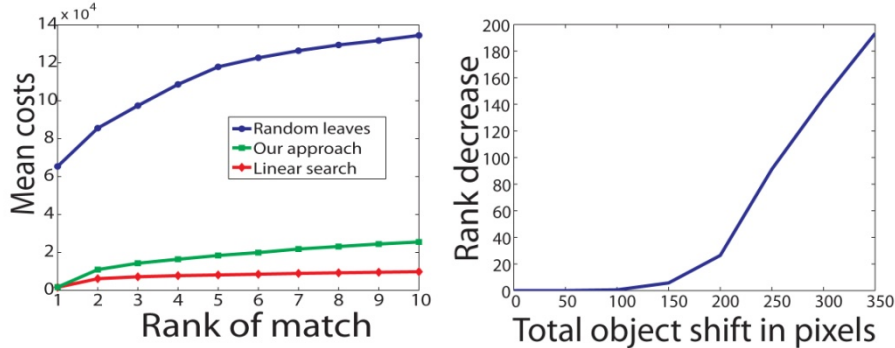 14 × 10⁴
12
10
8
6
4
2
0
1 2 3 4 5 6 7 8 9 10
Mean costs
Rank of match
Random leaves
Our approach
Linear search
200
180
160
140
120
100
80
60
40
20
0
0 50 100 150 200 250 300 350
Rank decrease
Total object shift in pixels